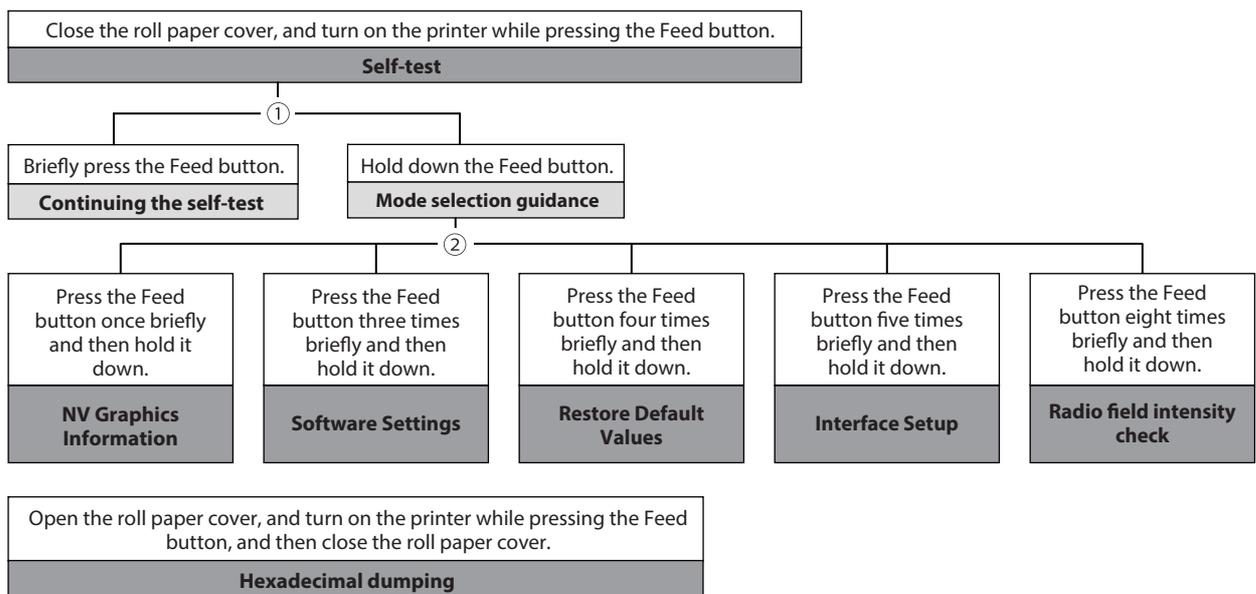 Close the roll paper cover, and turn on the printer while pressing the Feed button.
Self-test
①
Briefly press the Feed button.
Continuing the self-test
Hold down the Feed button.
Mode selection guidance
②
Press the Feed
button once briefly
and then hold it
down.
NV Graphics
Information
Press the Feed
button three times
briefly and then
hold it down.
Software Settings
Press the Feed
button four times
briefly and then
hold it down.
Restore Default
Values
Press the Feed
button five times
briefly and then
hold it down.
Interface Setup
Press the Feed
button eight times
briefly and then
hold it down.
Radio field intensity
check
Open the roll paper cover, and turn on the printer while pressing the Feed
button, and then close the roll paper cover.
Hexadecimal dumping